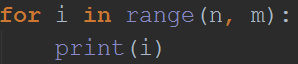 for i in range(n, m):
    print(i)